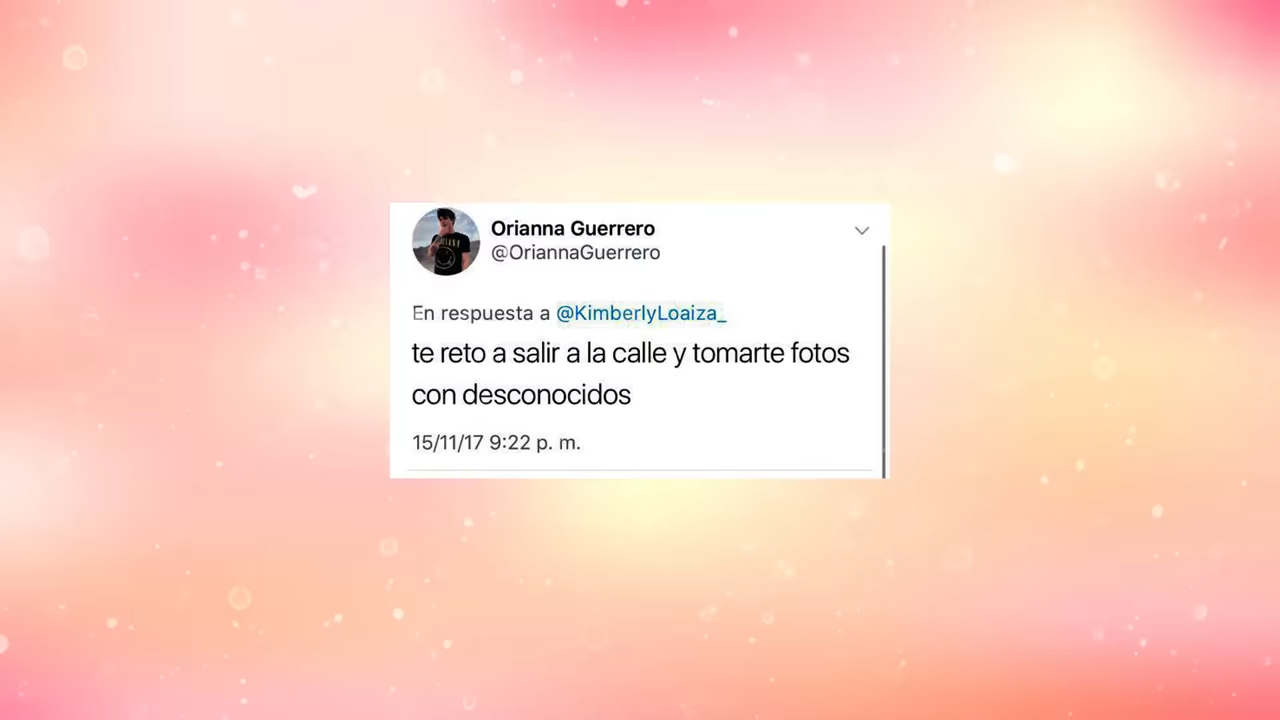 Orianna Guerrero
@OriannaGuerrero
En respuesta a @KimberlyLoaiza_
te reto a salir a la calle y tomarte fotos
con desconocidos
15/11/17 9:22 p. m.